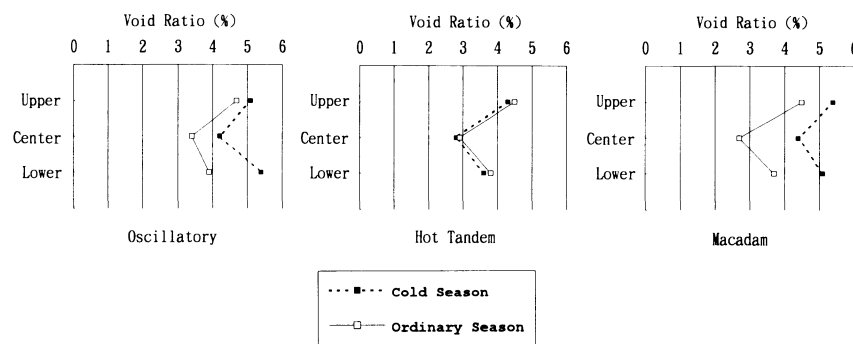 Void Ratio (%)
0 1 2 3 4 5 6
Upper
Center
Lower
Oscillatory
Void Ratio (%)
0 1 2 3 4 5 6
Upper
Center
Lower
Hot Tandem
Void Ratio (%)
0 1 2 3 4 5 6
Upper
Center
Lower
Macadam
Cold Season
Ordinary Season